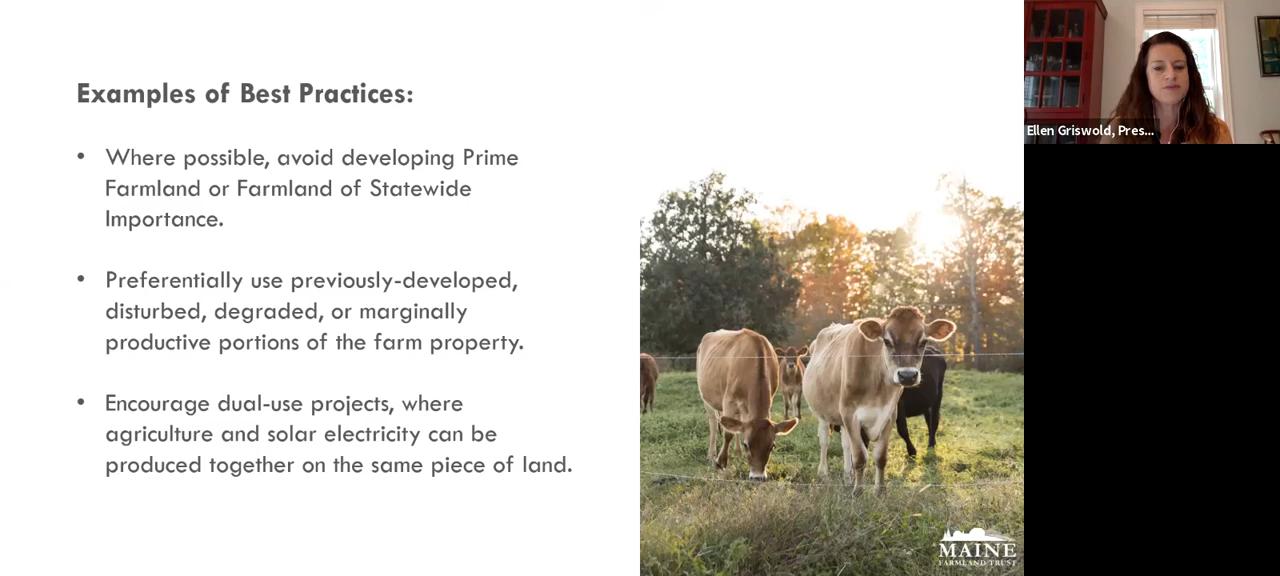 Examples of Best Practices:
• Where possible, avoid developing Prime
Farmland or Farmland of Statewide
Importance.
• Preferentially use previously-developed,
disturbed, degraded, or marginally
productive portions of the farm property.
• Encourage dual-use projects, where
agriculture and solar electricity can be
produced together on the same piece of land.
Ellen Griswold, Pres...
MAINE
FARMLAND TRUST